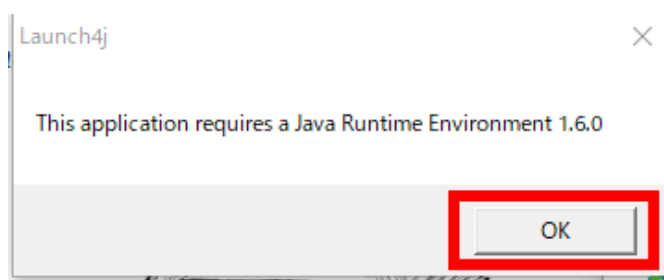 Launch4j
This application requires a Java Runtime Environment 1.6.0
OK